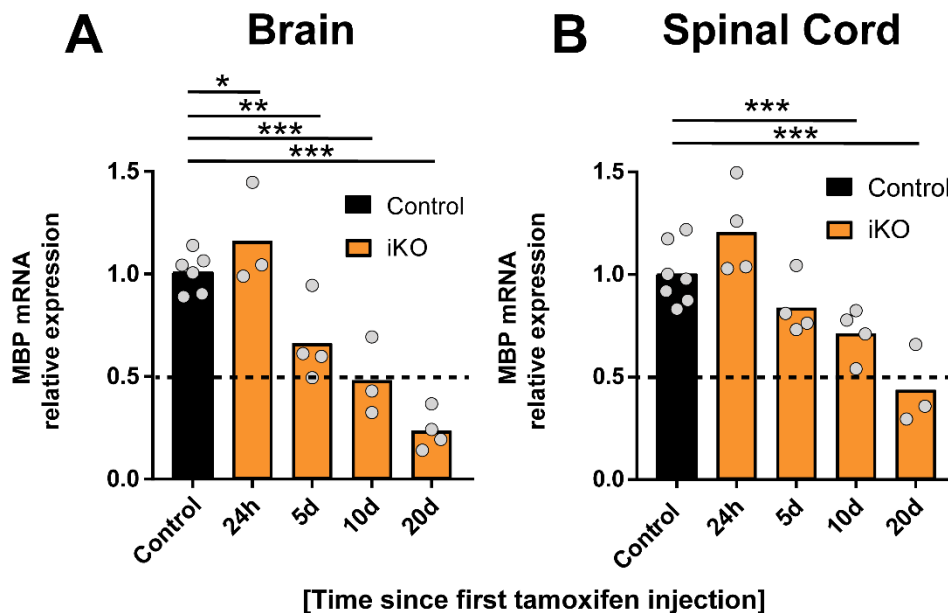 A Brain
*
**
***
***
MBP mRNA
relative expression
1.5
1.0
0.5
0.0
Control
iKO
Control
24h
5d
10d
20d
B Spinal Cord
***
***
MBP mRNA
relative expression
1.5
1.0
0.5
0.0
Control
iKO
Control
24h
5d
10d
20d
[Time since first tamoxifen injection]